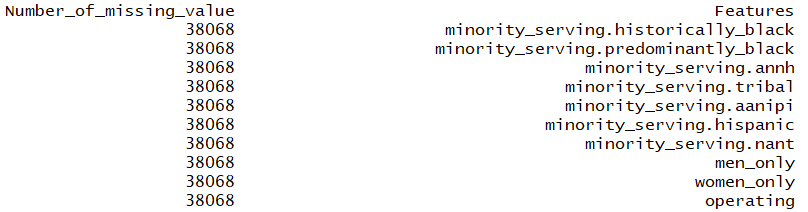 Number_of_missing_value Features
38068 minority_serving.historically_black
38068 minority_serving.predominantly_black
38068 minority_serving.annh
38068 minority_serving.tribal
38068 minority_serving.aanipi
38068 minority_serving.hispanic
38068 minority_serving.nant
38068 men_only
38068 women_only
38068 operating